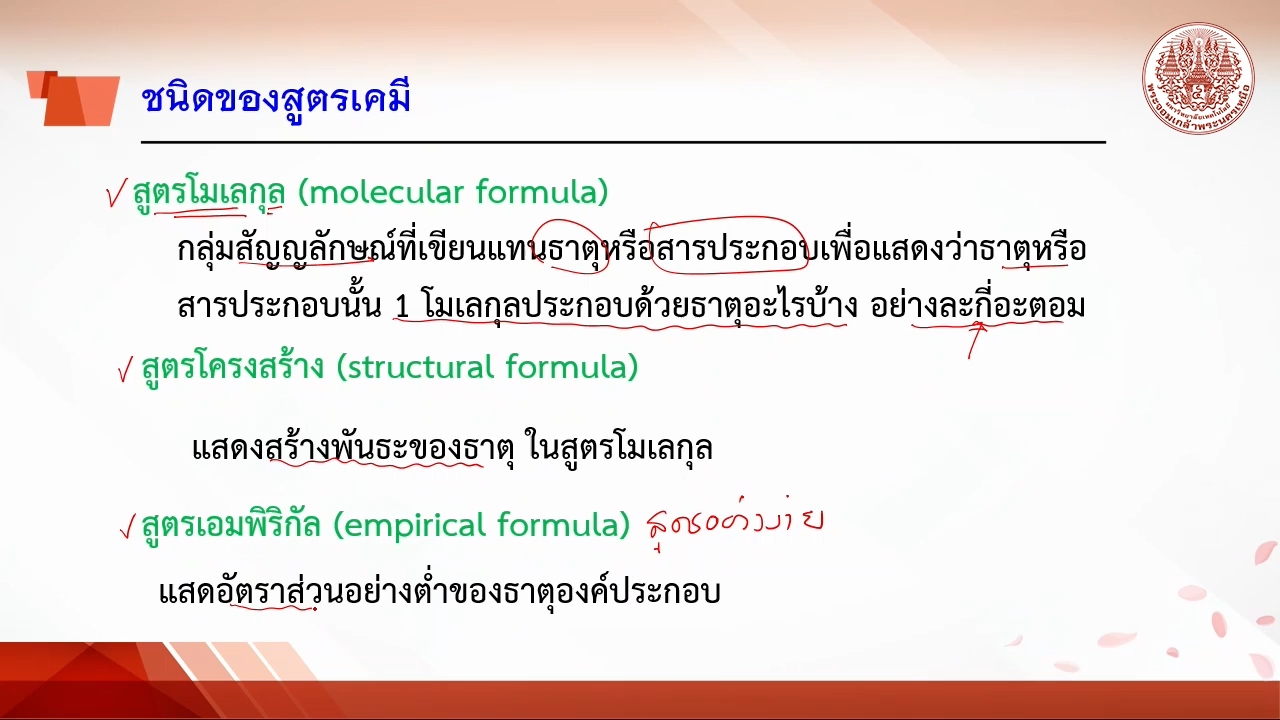 ชนิดของสูตรเคมี
สูตรโมเลกุล (molecular formula)
กลุ่มสัญญลักษณ์ที่เขียนแทนธาตุหรือสารประกอบเพื่อแสดงว่าธาตุหรือ
สารประกอบนั้น 1 โมเลกุลประกอบด้วยธาตุอะไรบ้าง อย่างละกี่อะตอม
สูตรโครงสร้าง (structural formula)
แสดงสร้างพันธะของธาตุ ในสูตรโมเลกุล
สูตรเอมพิริกัล (empirical formula) สูตรอย่างง่าย
แสดอัตราส่วนอย่างต่ำของธาตุองค์ประกอบ